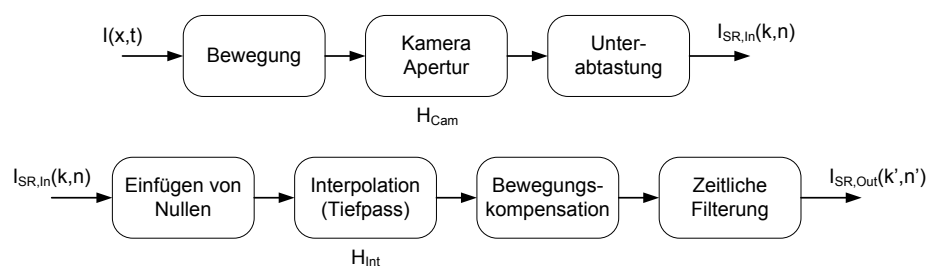 I(x,t)
Bewegung
Kamera
Apertur
Unter-
abtastung
I_SR,In(k,n)
H_Cam
I_SR,In(k,n)
Einfügen von
Nullen
Interpolation
(Tiefpass)
Bewegungs-
kompensation
Zeitliche
Filterung
I_SR,Out(k',n')
H_Int